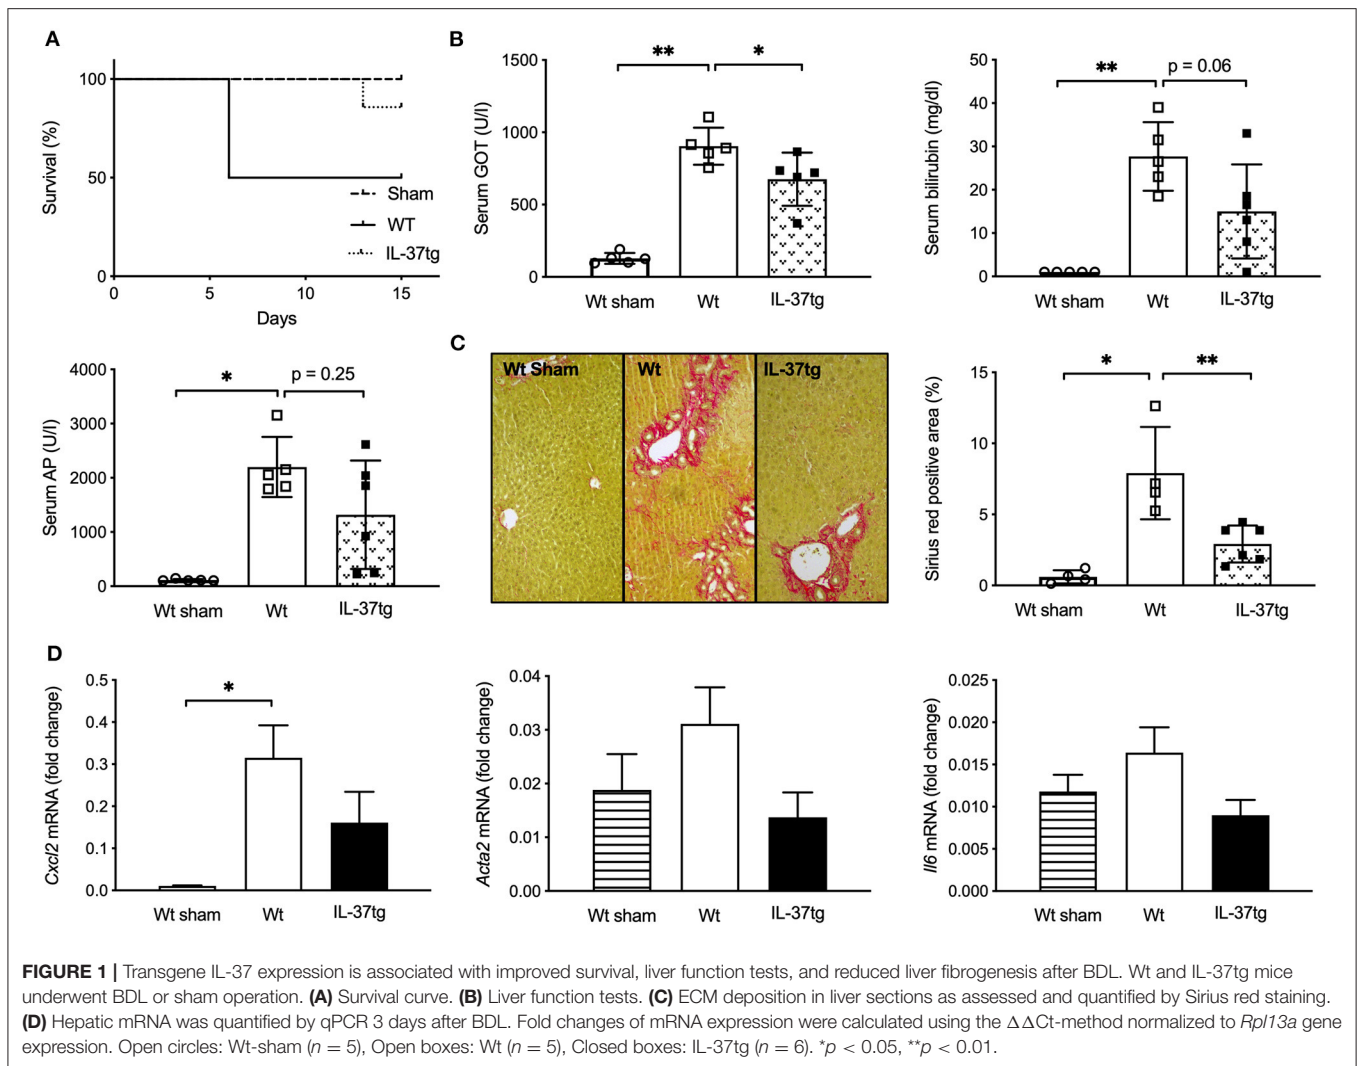 A
Survival (%)
100
50
0
0
5
10
15
Days
Sham
WT
IL-37tg
B
Serum GOT (U/l)
1500
1000
500
0
**
*
Wt sham
Wt
IL-37tg
Serum bilirubin (mg/dl)
50
40
30
20
10
0
**
p = 0.06
Wt sham
Wt
IL-37tg
Serum AP (U/l)
4000
3000
2000
1000
0
*
p = 0.25
Wt sham
Wt
IL-37tg
C
Wt Sham
Wt
IL-37tg
Sirius red positive area (%)
15
10
5
0
*
**
Wt sham
Wt
IL-37tg
D
Cxcl2 mRNA (fold change)
0.5
0.4
0.3
0.2
0.1
0.0
*
Wt sham
Wt
IL-37tg
Acta2 mRNA (fold change)
0.04
0.03
0.02
0.01
0.00
Wt sham
Wt
IL-37tg
Il6 mRNA (fold change)
0.025
0.020
0.015
0.010
0.005
0.000
Wt sham
Wt
IL-37tg
FIGURE 1 | Transgene IL-37 expression is associated with improved survival, liver function tests, and reduced liver fibrogenesis after BDL. Wt and IL-37tg mice
underwent BDL or sham operation. (A) Survival curve. (B) Liver function tests. (C) ECM deposition in liver sections as assessed and quantified by Sirius red staining.
(D) Hepatic mRNA was quantified by qPCR 3 days after BDL. Fold changes of mRNA expression were calculated using the ΔΔCt-method normalized to Rpl13a gene
expression. Open circles: Wt-sham (n = 5), Open boxes: Wt (n = 5), Closed boxes: IL-37tg (n = 6). *p < 0.05, **p < 0.01.